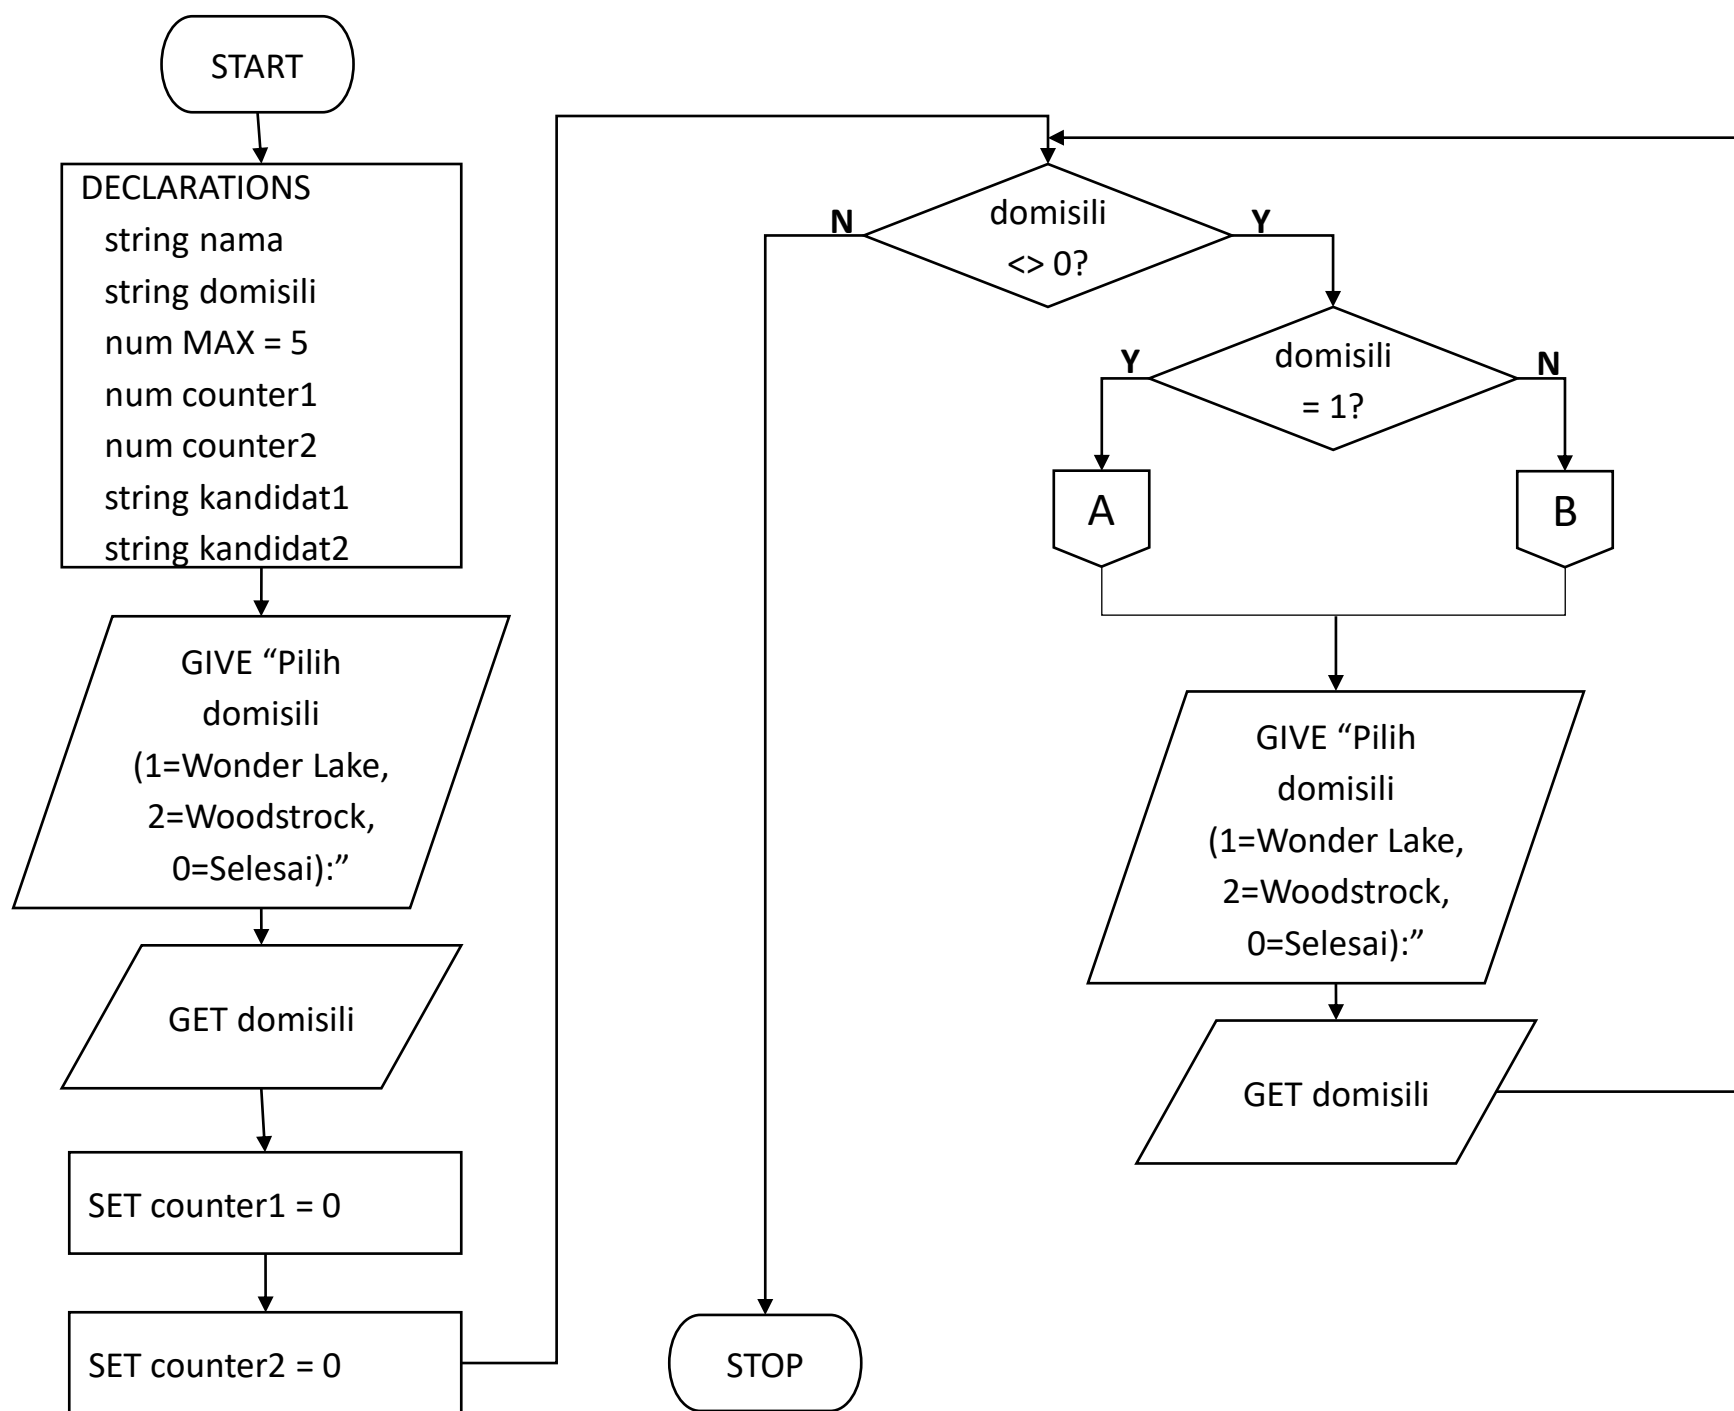 START
DECLARATIONS
string nama
string domisili
num MAX = 5
num counter1
num counter2
string kandidat1
string kandidat2
GIVE “Pilih
domisili
(1=Wonder Lake,
2=Woodstrock,
0=Selesai):”
GET domisili
SET counter1 = 0
SET counter2 = 0
domisili
<> 0?
N
Y
domisili
= 1?
Y
N
A
B
GIVE “Pilih
domisili
(1=Wonder Lake,
2=Woodstrock,
0=Selesai):”
GET domisili
STOP